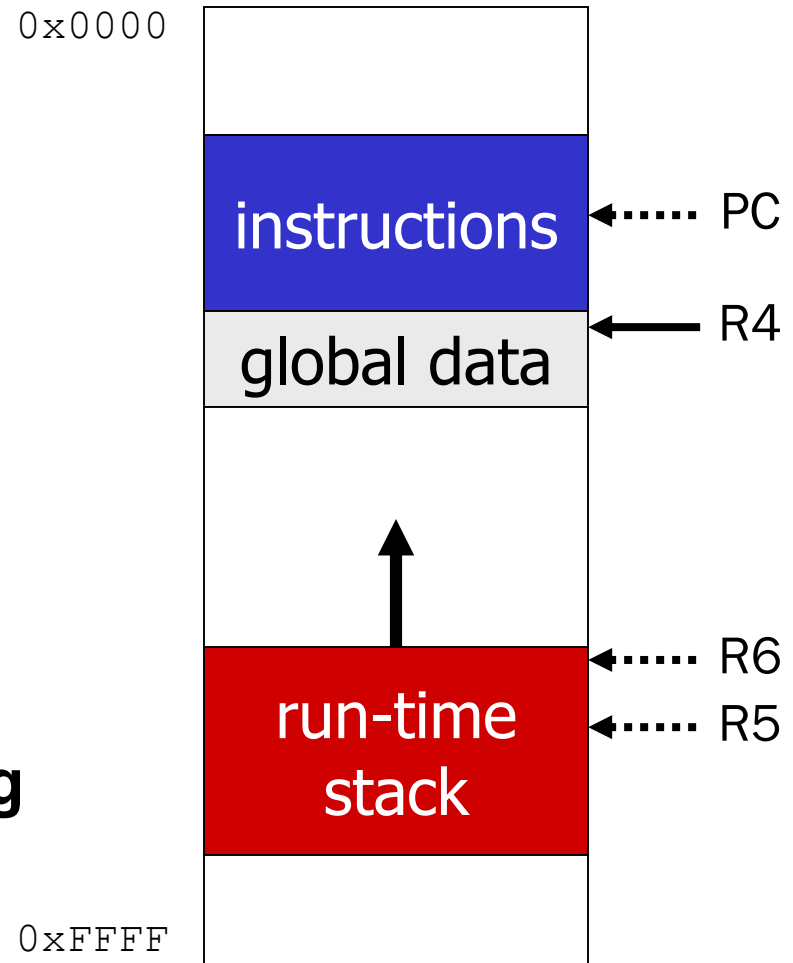 0x0000
instructions
PC
R4
global data
R6
run-time
R5
stack
g
0xFFFF